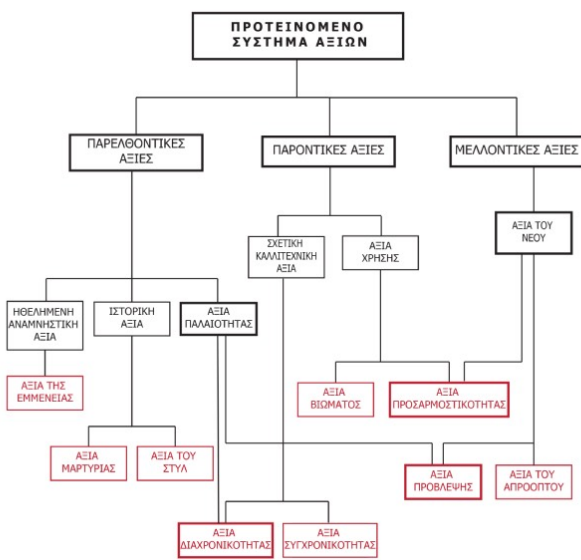 ΠΡΟΤΕΙΝΟΜΕΝΟ
ΣΥΣΤΗΜΑ ΑΞΙΩΝ
ΠΑΡΕΛΘΟΝΤΙΚΕΣ
ΑΞΙΕΣ
ΠΑΡΟΝΤΙΚΕΣ ΑΞΙΕΣ
ΜΕΛΛΟΝΤΙΚΕΣ ΑΞΙΕΣ
ΑΞΙΑ ΤΟΥ
ΝΕΟΥ
ΣΧΕΤΙΚΗ
ΚΑΛΛΙΤΕΧΝΙΚΗ
ΑΞΙΑ
ΑΞΙΑ
ΧΡΗΣΗΣ
ΗΘΕΛΗΜΕΝΗ
ΑΝΑΜΝΗΣΤΙΚΗ
ΑΞΙΑ
ΙΣΤΟΡΙΚΗ
ΑΞΙΑ
ΑΞΙΑ
ΠΑΛΑΙΟΤΗΤΑΣ
ΑΞΙΑ ΤΗΣ
ΕΜΜΕΝΕΙΑΣ
ΑΞΙΑ
ΒΙΩΜΑΤΟΣ
ΑΞΙΑ
ΠΡΟΣΑΡΜΟΣΤΙΚΟΤΗΤΑΣ
ΑΞΙΑ
ΜΑΡΤΥΡΙΑΣ
ΑΞΙΑ ΤΟΥ
ΣΤΥΛ
ΑΞΙΑ
ΠΡΟΒΛΕΨΗΣ
ΑΞΙΑ ΤΟΥ
ΑΠΡΟΟΠΤΟΥ
ΑΞΙΑ
ΔΙΑΧΡΟΝΙΚΟΤΗΤΑΣ
ΑΞΙΑ
ΣΥΓΧΡΟΝΙΚΟΤΗΤΑΣ